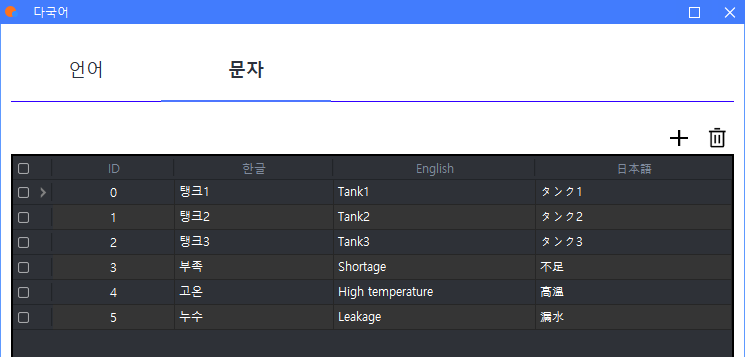 다국어
언어 문자
ID 한글 English 日本語
0 탱크1 Tank1 タンク1
1 탱크2 Tank2 タンク2
2 탱크3 Tank3 タンク3
3 부족 Shortage 不足
4 고온 High temperature 高溫
5 누수 Leakage 漏水